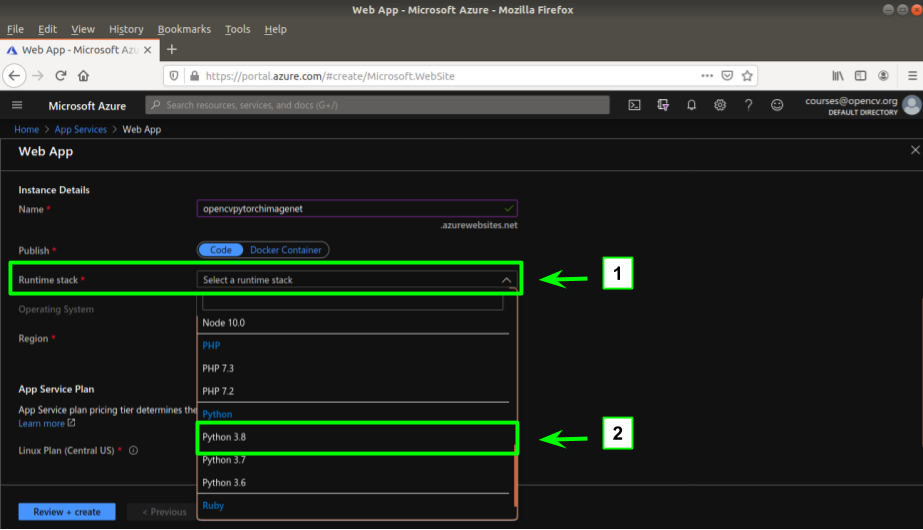 Web App - Microsoft Azure - Mozilla Firefox
File Edit View History Bookmarks Tools Help
Web App - Microsoft Azu
https://portal.azure.com/#create/Microsoft.WebSite
Microsoft Azure
Search resources, services, and docs (G+/)
courses@opencv.org
DEFAULT DIRECTORY
Home > App Services > Web App
Web App
Instance Details
Name *
opencvpytorchimagenet
.azurewebsites.net
Publish *
Code Docker Container
Runtime stack *
Select a runtime stack
1
Operating System
Node 10.0
Region *
PHP
PHP 7.3
App Service Plan
PHP 7.2
App Service plan pricing tier determines the
Python
Learn more
Python 3.8
2
Linux Plan (Central US) *
Python 3.7
Python 3.6
Ruby
Review + create
< Previous